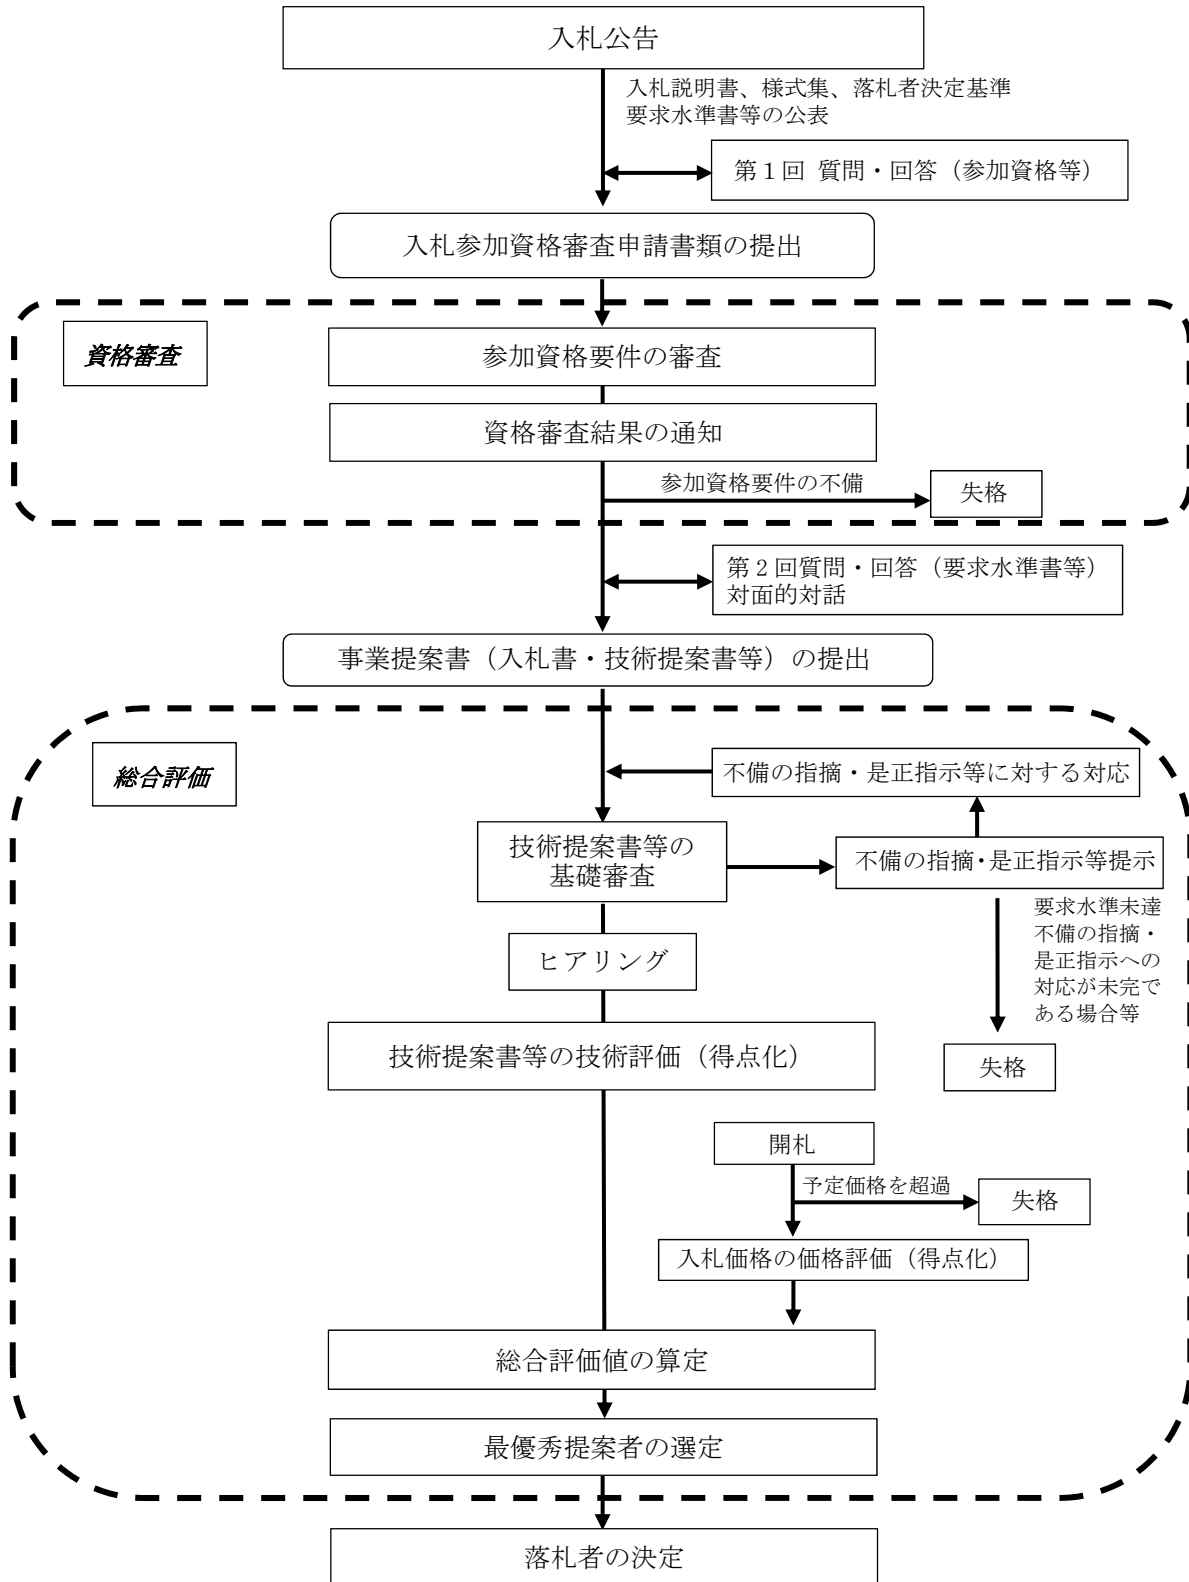 入札公告
入札説明書、様式集、落札者決定基準
要求水準書等の公表
第１回 質問・回答（参加資格等）
入札参加資格審査申請書類の提出
資格審査
参加資格要件の審査
資格審査結果の通知
参加資格要件の不備
失格
第２回質問・回答（要求水準書等）
対面的対話
事業提案書（入札書・技術提案書等）の提出
総合評価
不備の指摘・是正指示等に対する対応
技術提案書等の
基礎審査
不備の指摘・是正指示等提示
要求水準未達
不備の指摘・
是正指示への
対応が未完で
ある場合等
ヒアリング
技術提案書等の技術評価（得点化）
失格
開札
予定価格を超過
失格
入札価格の価格評価（得点化）
総合評価値の算定
最優秀提案者の選定
落札者の決定